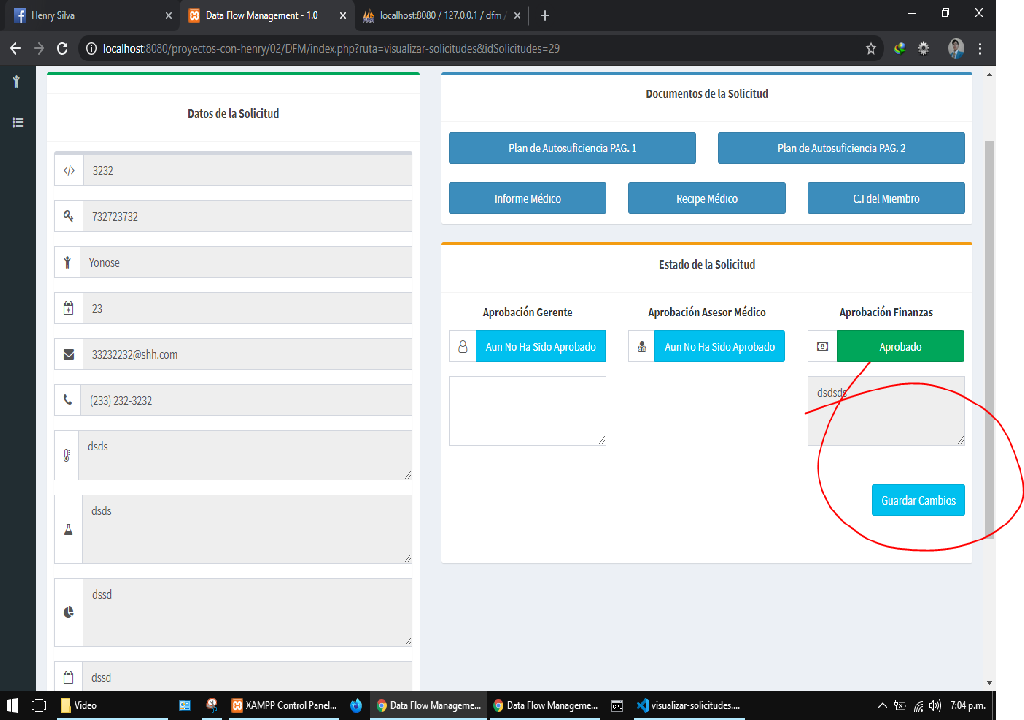 Henry Silva
Data Flow Management - 1.0
localhost:8080 / 127.0.0.1 / dfm /
localhost:8080/proyectos-con-henry/02/DFM/index.php?ruta=visualizar-solicitudes&idSolicitudes=29
Datos de la Solicitud
3232
732723732
Yonose
23
33232232@shh.com
(233) 232-3232
dsds
dsds
dssd
dssd
Documentos de la Solicitud
Plan de Autosuficiencia PAG. 1
Plan de Autosuficiencia PAG. 2
Informe Médico
Recipe Médico
C.I del Miembro
Estado de la Solicitud
Aprobación Gerente
Aprobación Asesor Médico
Aprobación Finanzas
Aun No Ha Sido Aprobado
Aun No Ha Sido Aprobado
Aprobado
dsdsds
Guardar Cambios
Video
XAMPP Control Panel...
Data Flow Manageme...
Data Flow Manageme...
visualizar-solicitudes....
7:04 p.m.